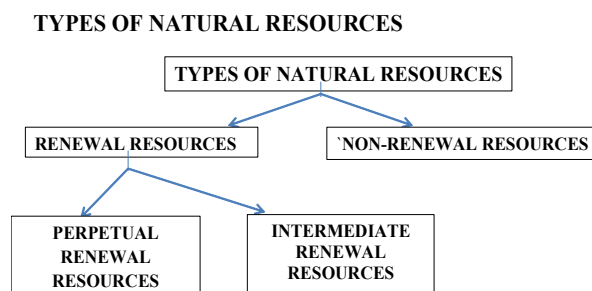 TYPES OF NATURAL RESOURCES
TYPES OF NATURAL RESOURCES
RENEWAL RESOURCES
`NON-RENEWAL RESOURCES
PERPETUAL
RENEWAL
RESOURCES
INTERMEDIATE
RENEWAL
RESOURCES